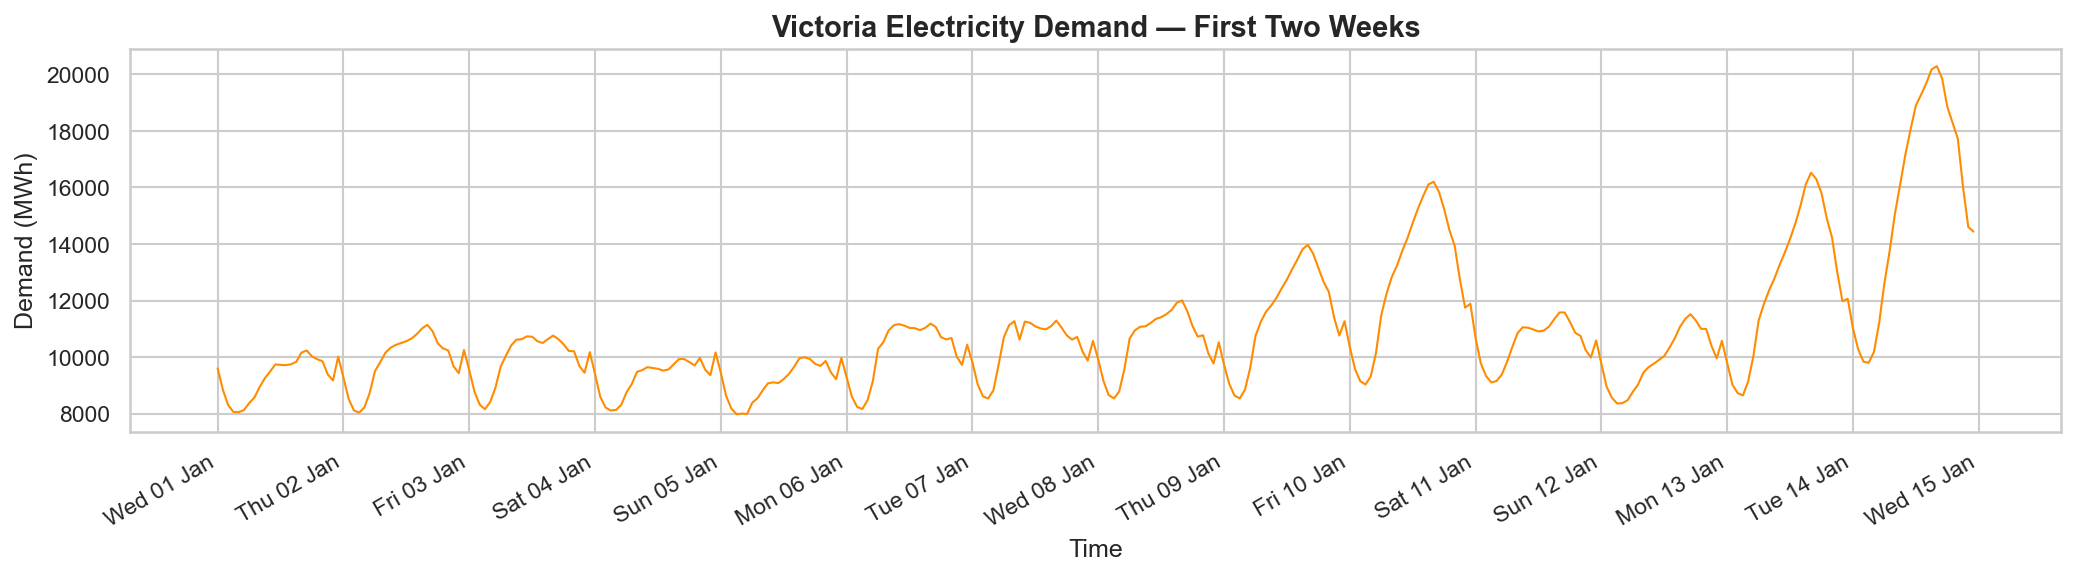 Victoria Electricity Demand — First Two Weeks
Demand (MWh)
20000
18000
16000
14000
12000
10000
8000
Wed 01 Jan
Thu 02 Jan
Fri 03 Jan
Sat 04 Jan
Sun 05 Jan
Mon 06 Jan
Tue 07 Jan
Wed 08 Jan
Thu 09 Jan
Fri 10 Jan
Sat 11 Jan
Sun 12 Jan
Mon 13 Jan
Tue 14 Jan
Wed 15 Jan
Time